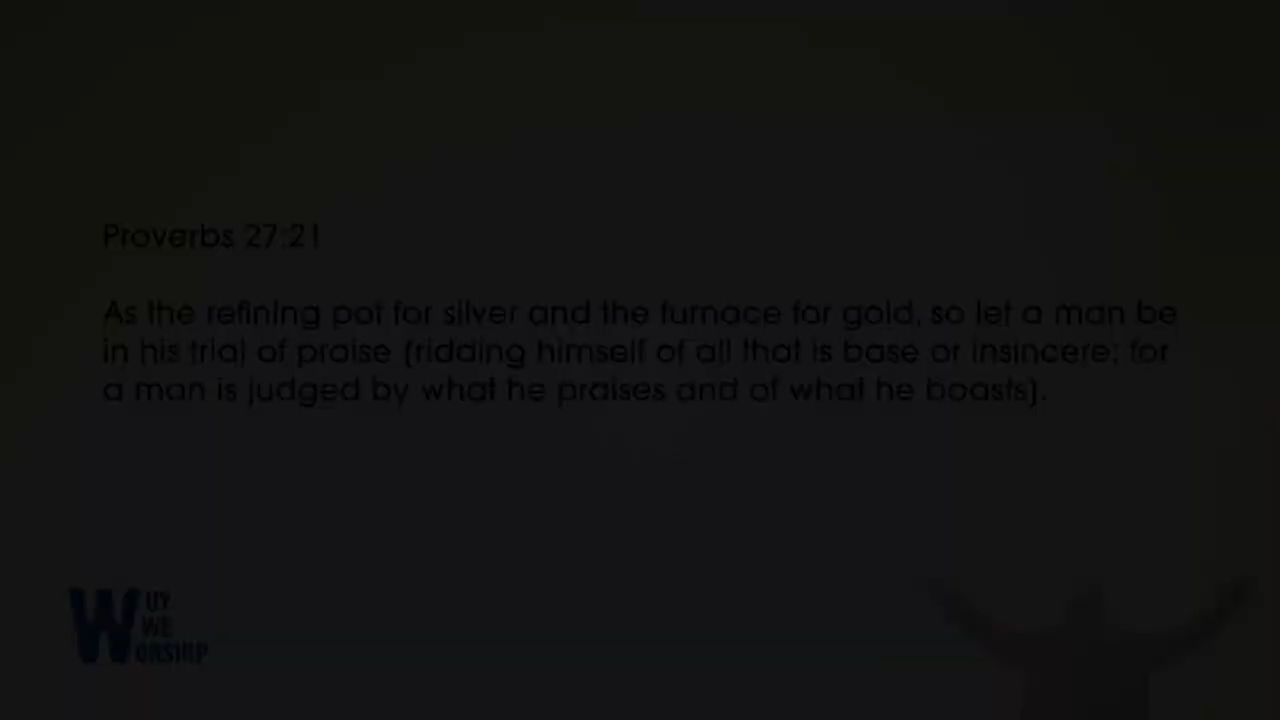 Proverbs 27:21
As the refining pot for silver and the furnace for gold, so let a man be
in his trial of praise (ridding himself of all that is base or insincere; for
a man is judged by what he praises and of what he boasts).
WHY
WE
WORSHIP